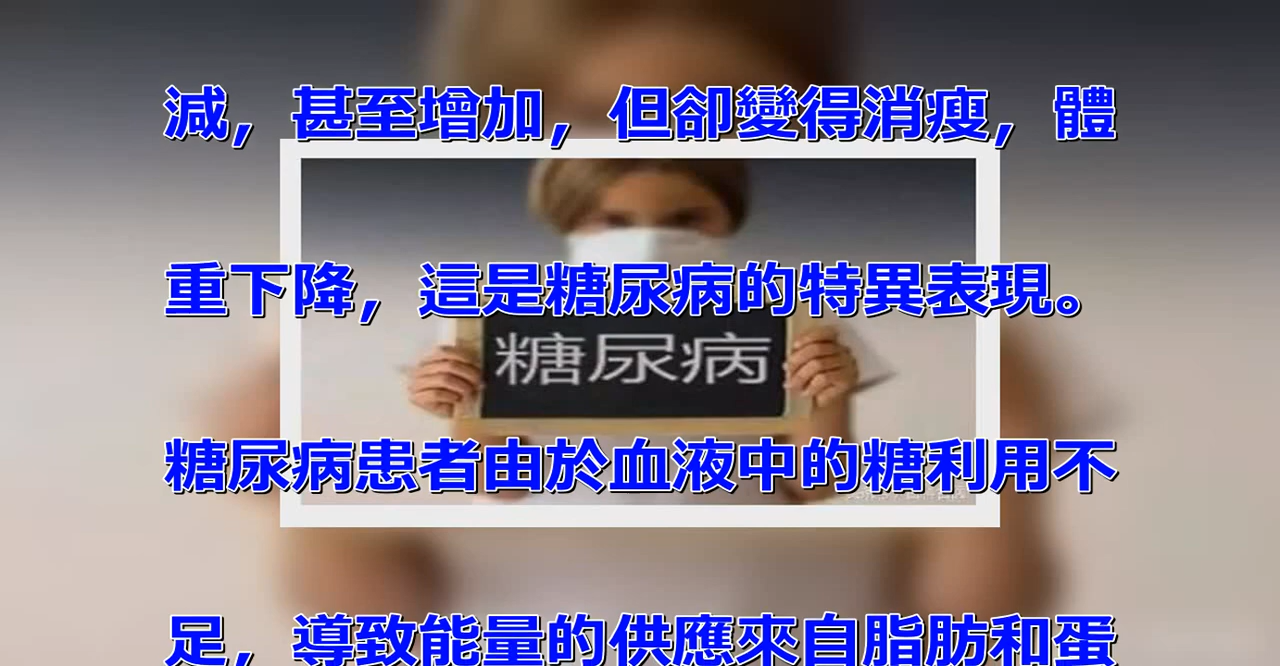 減，甚至增加，但卻變得消瘦，體
重下降，這是糖尿病的特異表現。
糖尿病
糖尿病患者由於血液中的糖利用不
足，導致能量的供應來自脂肪和蛋